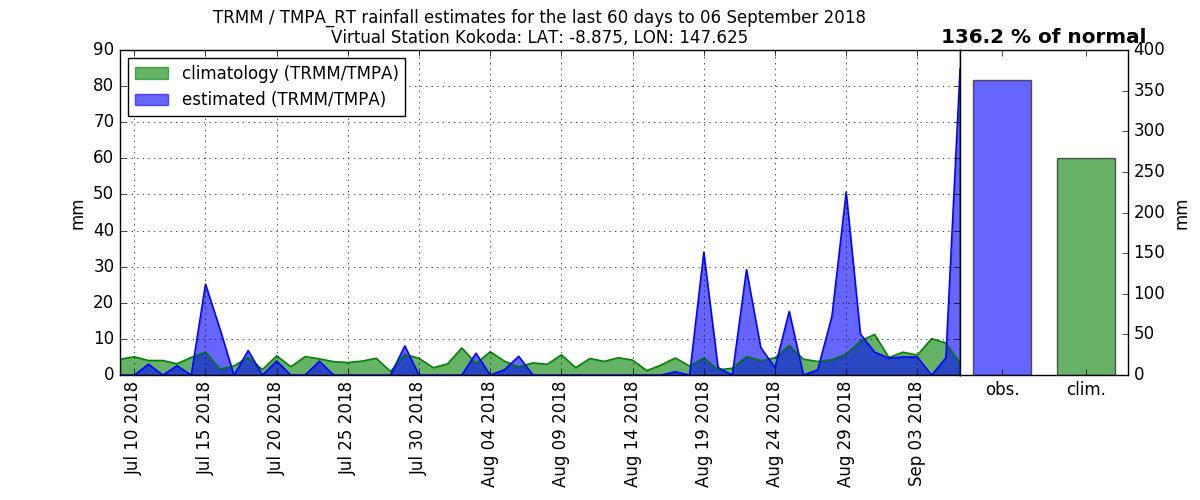 TRMM / TMPA_RT rainfall estimates for the last 60 days to 06 September 2018
Virtual Station Kokoda: LAT: -8.875, LON: 147.625
136.2 % of normal
climatology (TRMM/TMPA)
estimated (TRMM/TMPA)
90
80
70
60
50
40
30
20
10
0
mm
Jul 10 2018
Jul 15 2018
Jul 20 2018
Jul 25 2018
Jul 30 2018
Aug 04 2018
Aug 09 2018
Aug 14 2018
Aug 19 2018
Aug 24 2018
Aug 29 2018
Sep 03 2018
obs.
clim.
400
350
300
250
200
150
100
50
0
mm